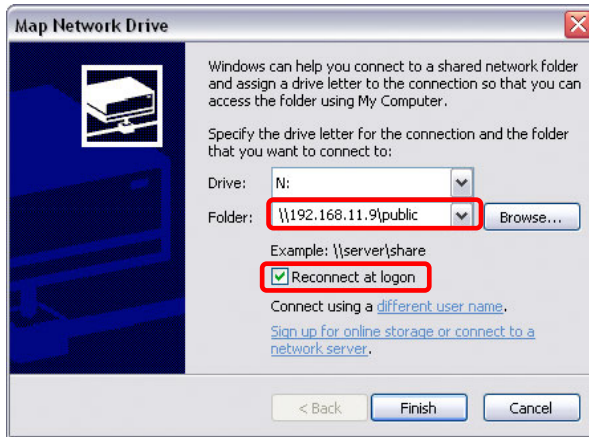 Map Network Drive
Windows can help you connect to a shared network folder
and assign a drive letter to the connection so that you can
access the folder using My Computer.
Specify the drive letter for the connection and the folder
that you want to connect to:
Drive: N:
Folder: \\192.168.11.9\public Browse...
Example: \\server\share
Reconnect at logon
Connect using a different user name.
Sign up for online storage or connect to a
network server.
< Back Finish Cancel